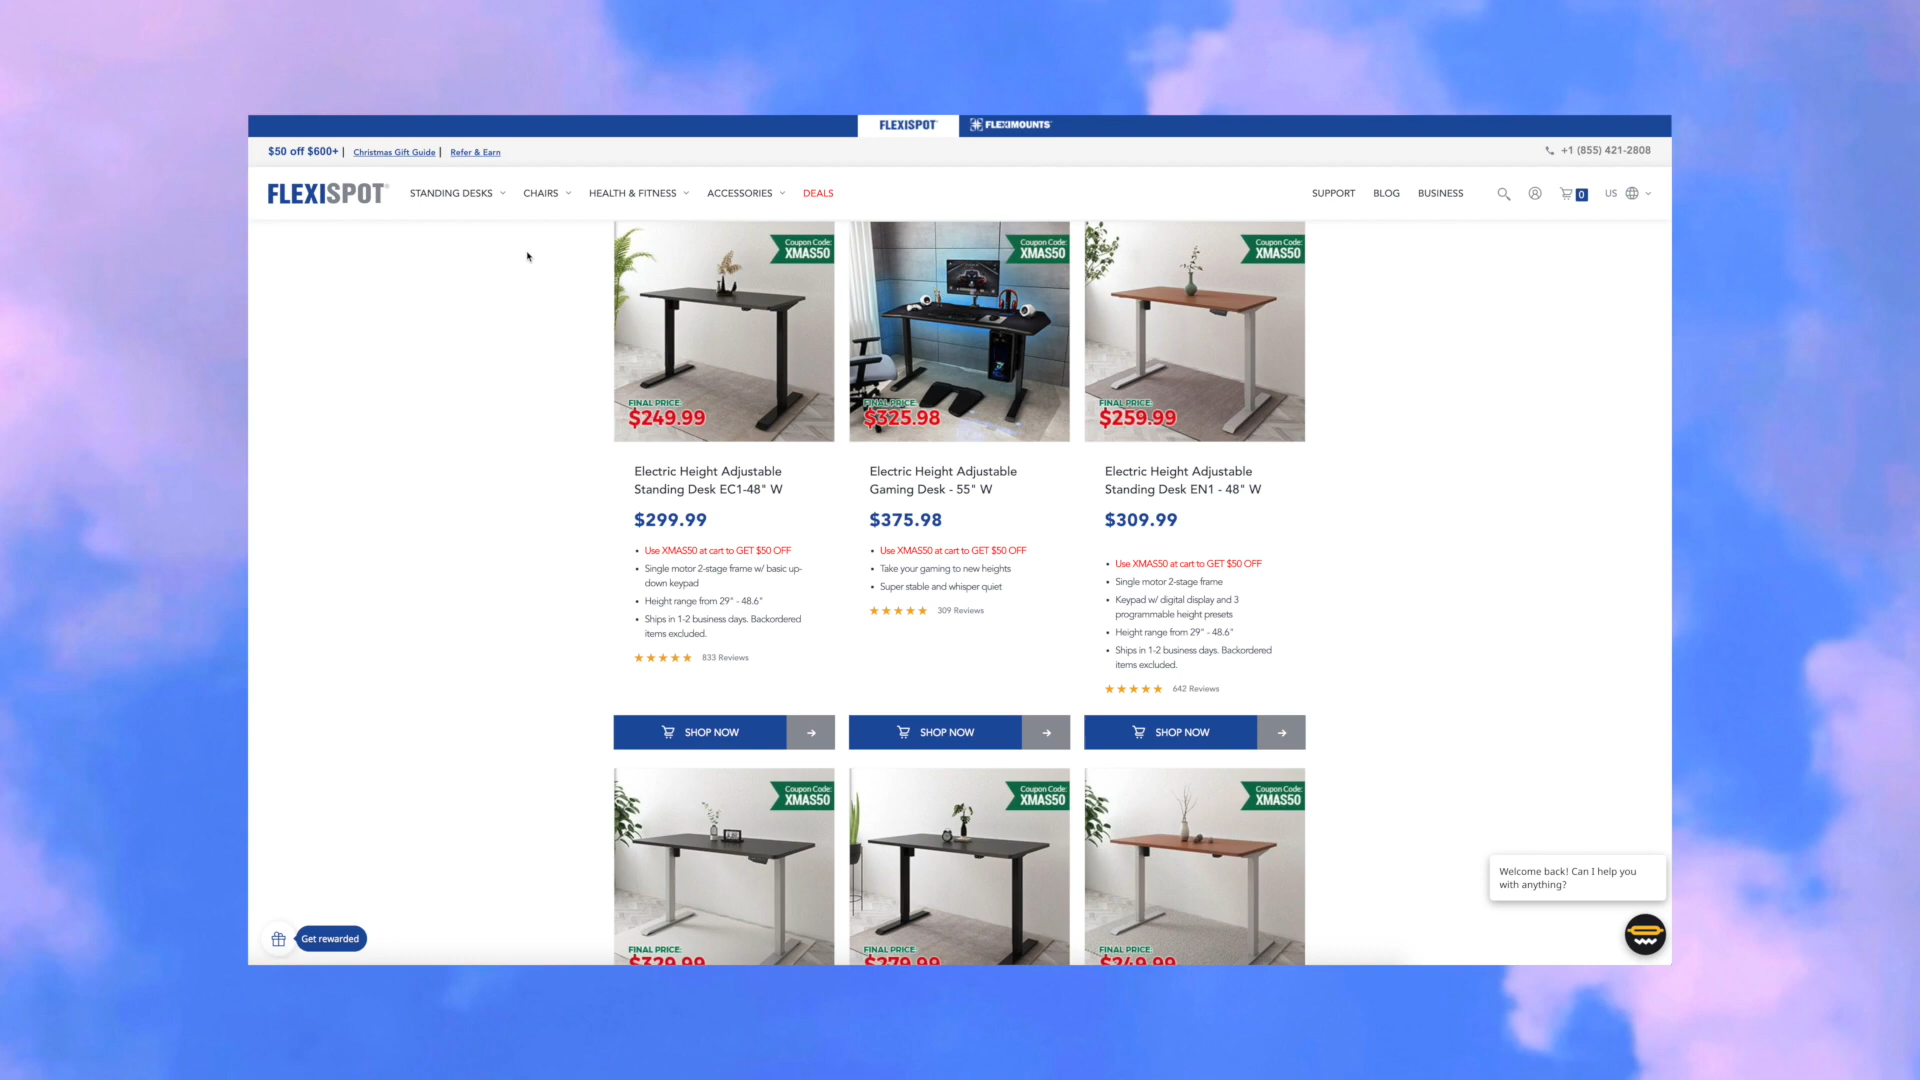 FLEXISPOT
FLEXIMOUNTS
$50 off $600+ | Christmas Gift Guide | Refer & Earn
+1 (855) 421-2808
FLEXISPOT
STANDING DESKS
CHAIRS
HEALTH & FITNESS
ACCESSORIES
DEALS
SUPPORT
BLOG
BUSINESS
0
US
Coupon Code:
XMAS50
FINAL PRICE:
$249.99
Coupon Code:
XMAS50
FINAL PRICE:
$325.98
Coupon Code:
XMAS50
FINAL PRICE:
$259.99
Electric Height Adjustable
Standing Desk EC1-48" W
$299.99
• Use XMAS50 at cart to GET $50 OFF
• Single motor 2-stage frame w/ basic up-
down keypad
• Height range from 29" - 48.6"
• Ships in 1-2 business days. Backordered
items excluded.
833 Reviews
Electric Height Adjustable
Gaming Desk - 55" W
$375.98
• Use XMAS50 at cart to GET $50 OFF
• Take your gaming to new heights
• Super stable and whisper quiet
309 Reviews
Electric Height Adjustable
Standing Desk EN1 - 48" W
$309.99
• Use XMAS50 at cart to GET $50 OFF
• Single motor 2-stage frame
• Keypad w/ digital display and 3
programmable height presets
• Height range from 29" - 48.6"
• Ships in 1-2 business days. Backordered
items excluded.
642 Reviews
SHOP NOW
SHOP NOW
SHOP NOW
Coupon Code:
XMAS50
FINAL PRICE:
$329.99
Coupon Code:
XMAS50
FINAL PRICE:
$279.99
Coupon Code:
XMAS50
FINAL PRICE:
$249.99
Welcome back! Can I help you
with anything?
Get rewarded